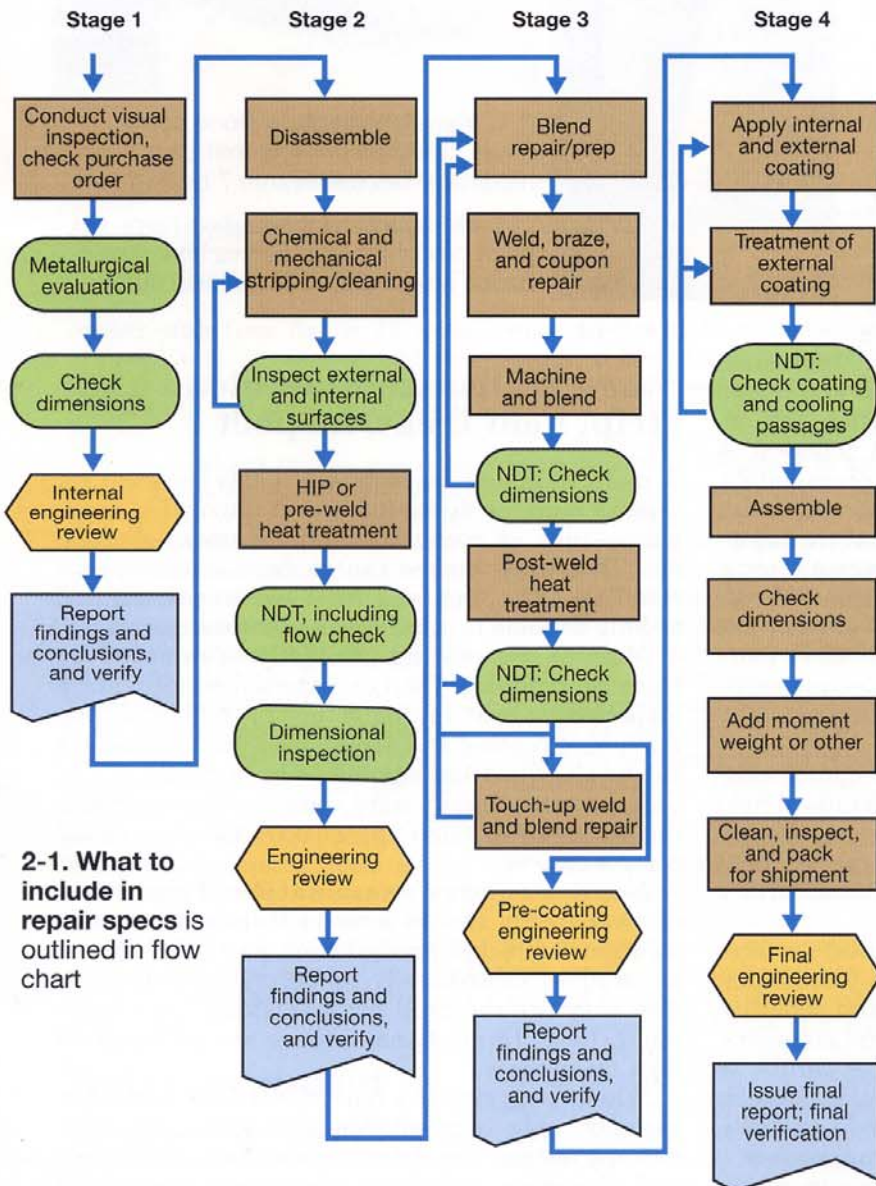 Stage 1
Conduct visual
inspection,
check purchase
order
Metallurgical
evaluation
Check
dimensions
Internal
engineering
review
Report
findings and
conclusions,
and verify
Stage 2
Disassemble
Chemical and
mechanical
stripping/cleaning
Inspect external
and internal
surfaces
HIP or
pre-weld
heat treatment
NDT, including
flow check
Dimensional
inspection
Engineering
review
Report
findings and
conclusions,
and verify
Stage 3
Blend
repair/prep
Weld, braze,
and coupon
repair
Machine
and blend
NDT: Check
dimensions
Post-weld
heat
treatment
NDT: Check
dimensions
Touch-up weld
and blend repair
Pre-coating
engineering
review
Report
findings and
conclusions,
and verify
Stage 4
Apply internal
and external
coating
Treatment of
external
coating
NDT:
Check coating
and cooling
passages
Assemble
Check
dimensions
Add moment
weight or other
Clean, inspect,
and pack
for shipment
Final
engineering
review
Issue final
report; final
verification
2-1. What to
include in
repair specs is
outlined in flow
chart